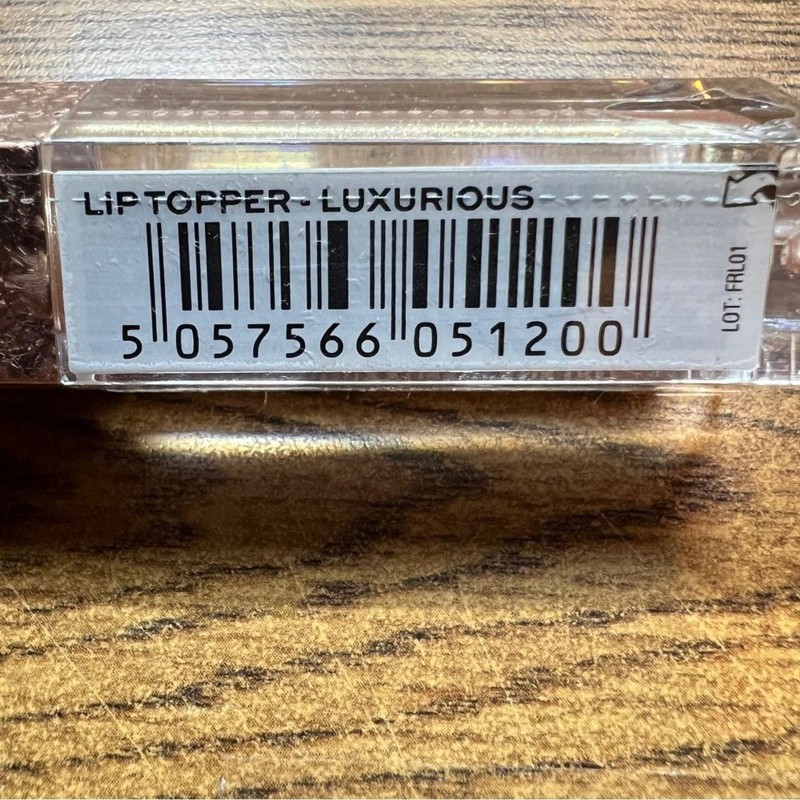 LIP TOPPER - LUXURIOUS
5 057566 051200
LOT: FRL01